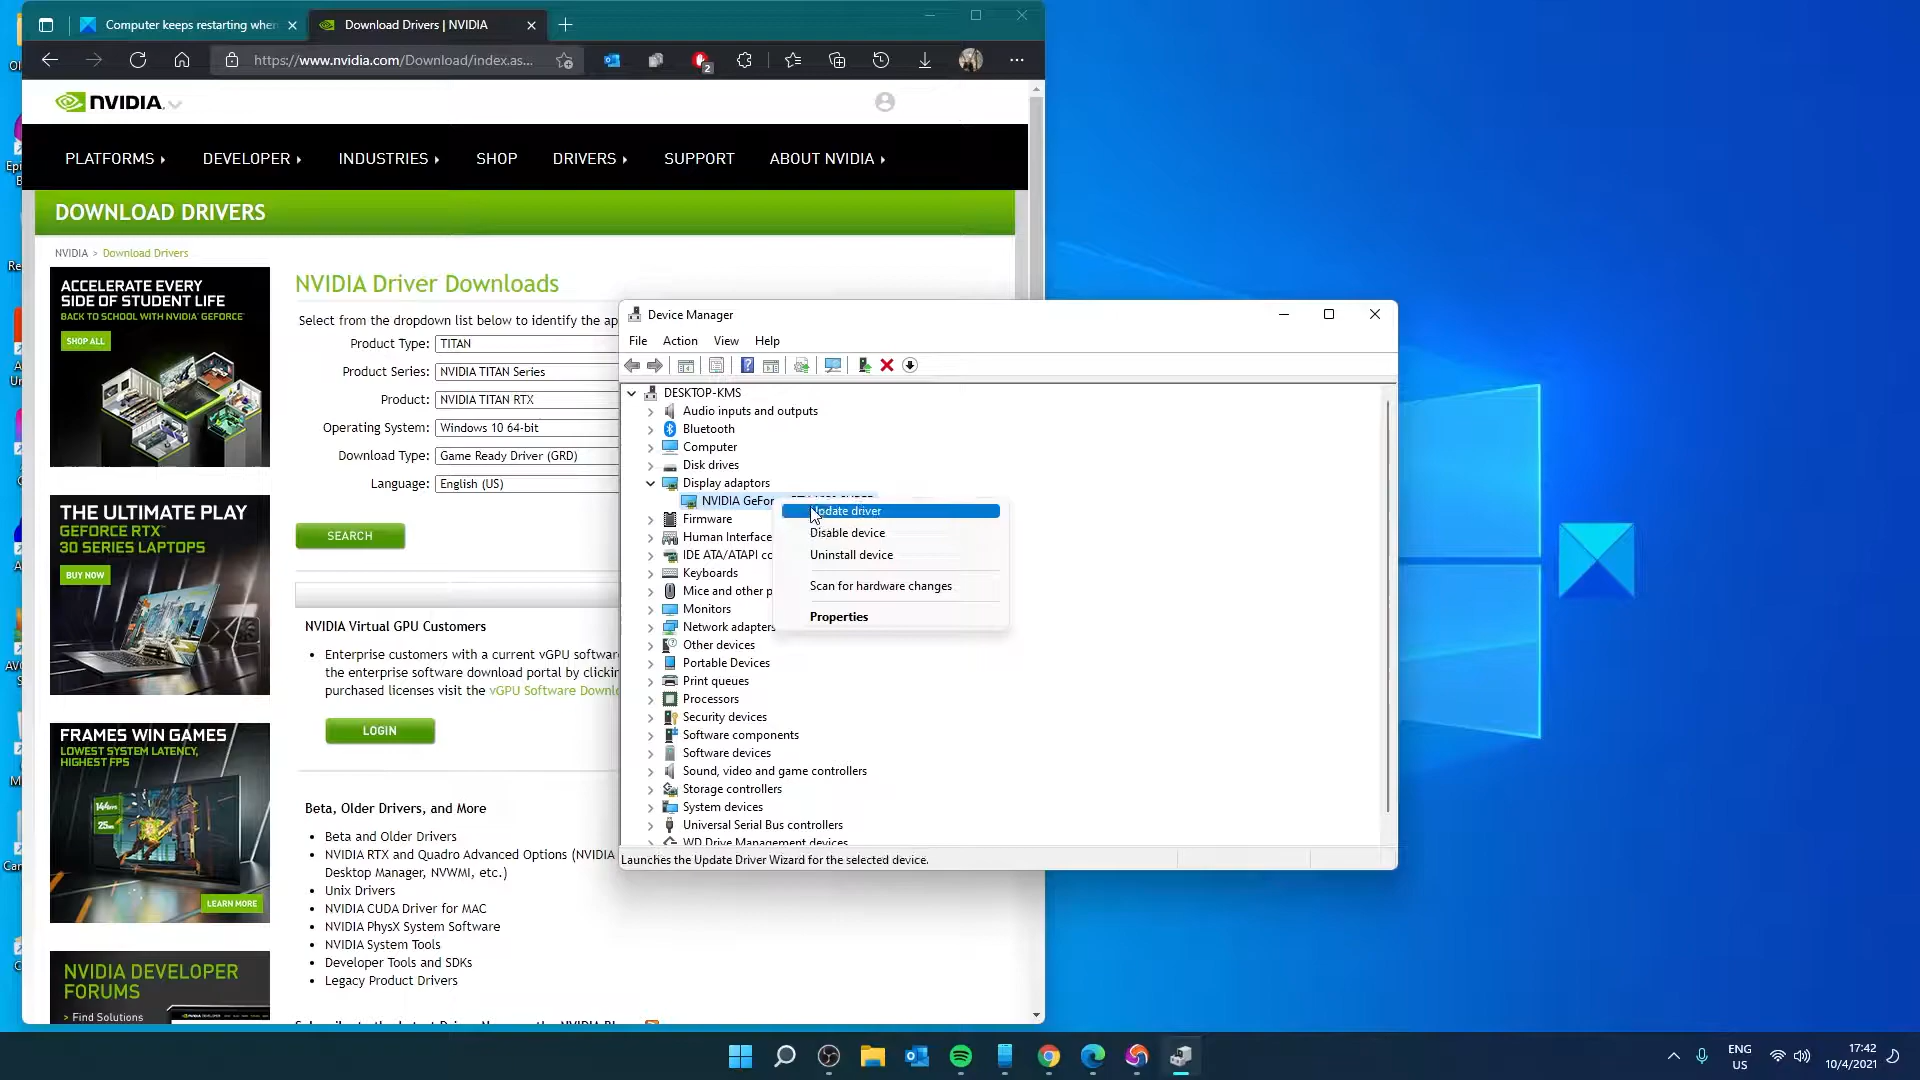 Computer keeps restarting when
Download Drivers | NVIDIA
https://www.nvidia.com/Download/index.as...
2
NVIDIA.
PLATFORMS
DEVELOPER
INDUSTRIES
SHOP
DRIVERS
SUPPORT
ABOUT NVIDIA
DOWNLOAD DRIVERS
NVIDIA > Download Drivers
ACCELERATE EVERY
SIDE OF STUDENT LIFE
BACK TO SCHOOL WITH NVIDIA GEFORCE
SHOP ALL
THE ULTIMATE PLAY
GEFORCE RTX™
30 SERIES LAPTOPS
BUY NOW
FRAMES WIN GAMES
LOWEST SYSTEM LATENCY,
HIGHEST FPS
144Hz
LEARN MORE
NVIDIA DEVELOPER
FORUMS
> Find Solutions
NVIDIA Driver Downloads
Select from the dropdown list below to identify the ap
Product Type: TITAN
Product Series: NVIDIA TITAN Series
Product: NVIDIA TITAN RTX
Operating System: Windows 10 64-bit
Download Type: Game Ready Driver (GRD)
Language: English (US)
SEARCH
NVIDIA Virtual GPU Customers
• Enterprise customers with a current vGPU softwar
the enterprise software download portal by clickin
purchased licenses visit the vGPU Software Downlo
LOGIN
Beta, Older Drivers, and More
• Beta and Older Drivers
• NVIDIA RTX and Quadro Advanced Options (NVIDIA
Desktop Manager, NVWMI, etc.)
• Unix Drivers
• NVIDIA CUDA Driver for MAC
• NVIDIA PhysX System Software
• NVIDIA System Tools
• Developer Tools and SDKs
• Legacy Product Drivers
Device Manager
File Action View Help
DESKTOP-KMS
Audio inputs and outputs
Bluetooth
Computer
Disk drives
Display adaptors
NVIDIA GeFor
Firmware
Human Interface
IDE ATA/ATAPI co
Keyboards
Mice and other p
Monitors
Network adapters
Other devices
Portable Devices
Print queues
Processors
Security devices
Software components
Software devices
Sound, video and game controllers
Storage controllers
System devices
Universal Serial Bus controllers
WD Drive Management devices
Update driver
Disable device
Uninstall device
Scan for hardware changes
Properties
Launches the Update Driver Wizard for the selected device.
ENG
US
17:42
10/4/2021